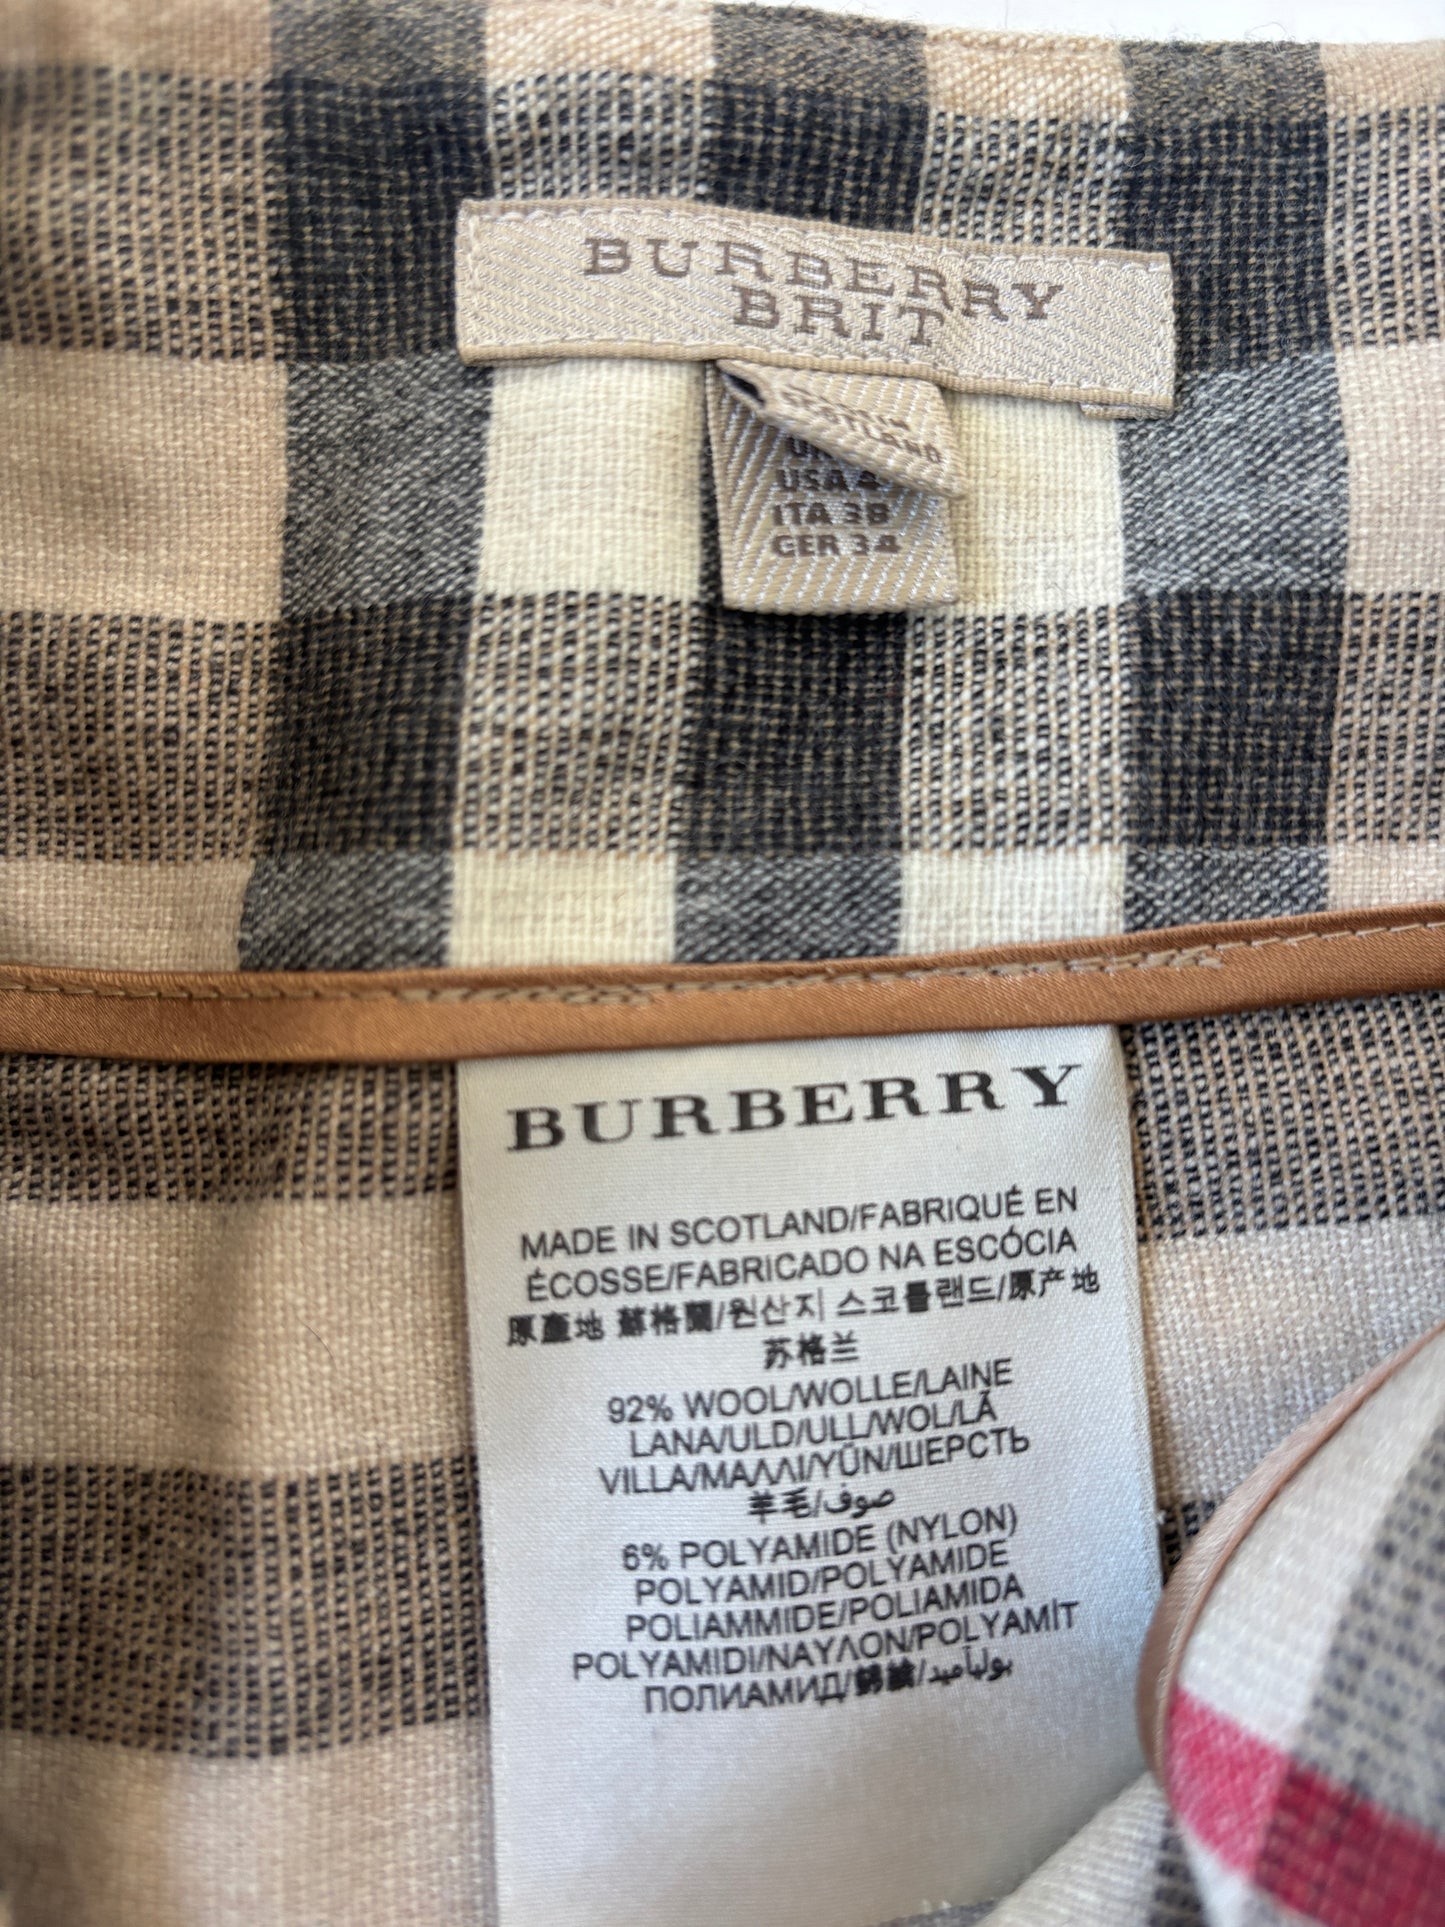 BURBERRY
BRIT
SCOTLAND
USA 4
ITA 38
GER 34
BURBERRY
MADE IN SCOTLAND/FABRIQUÉ EN
ÉCOSSE/FABRICADO NA ESCÓCIA
原產地 蘇格蘭/원산지 스코틀랜드/原产地
苏格兰
92% WOOL/WOLLE/LAINE
LANA/ULD/ULL/WOL/LÃ
VILLA/ΜΑΛΛΙ/YŪN/ШЕРСТЬ
羊毛/صوف
6% POLYAMIDE (NYLON)
POLYAMID/POLYAMIDE
POLIAMMIDE/POLIAMIDA
POLYAMIDI/ΝΑΥΛΟΝ/POLYAMİT
ПОЛИАМИД/錦綸/بولياميد